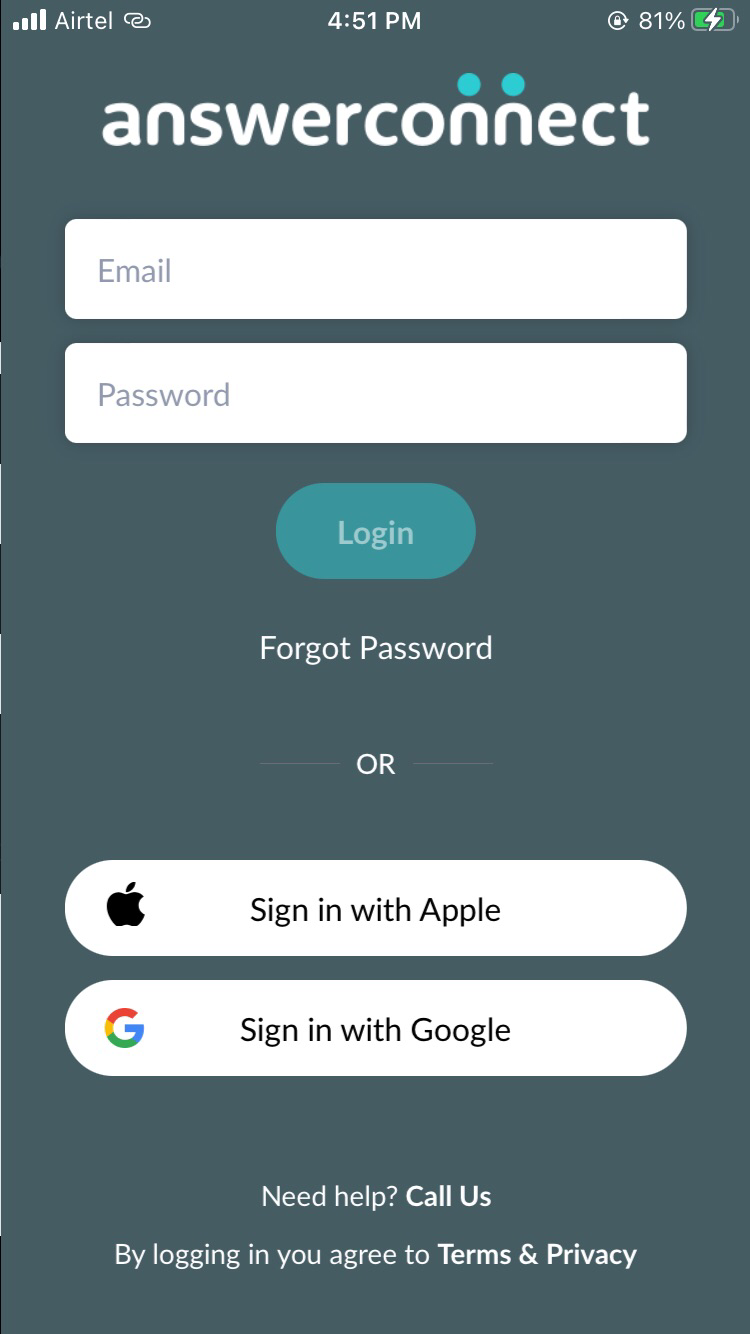 Airtel 4:51 PM 81%
answerconnect
Email
Password
Login
Forgot Password
OR
Sign in with Apple
Sign in with Google
Need help? Call Us
By logging in you agree to Terms & Privacy